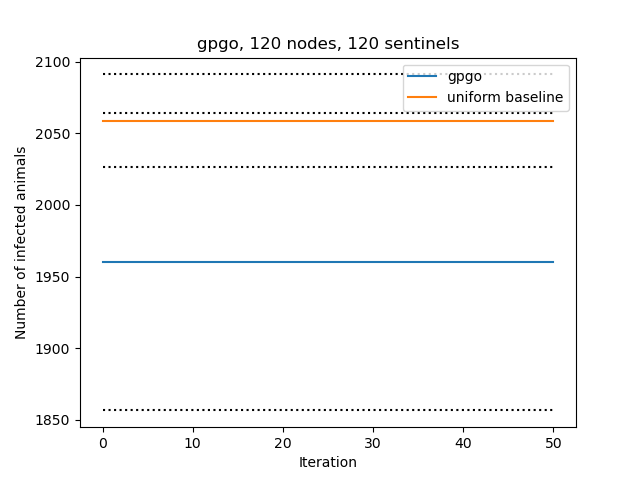 gpgo, 120 nodes, 120 sentinels
gpgo
uniform baseline
2100
2050
2000
1950
1900
1850
Number of infected animals
0 10 20 30 40 50
Iteration